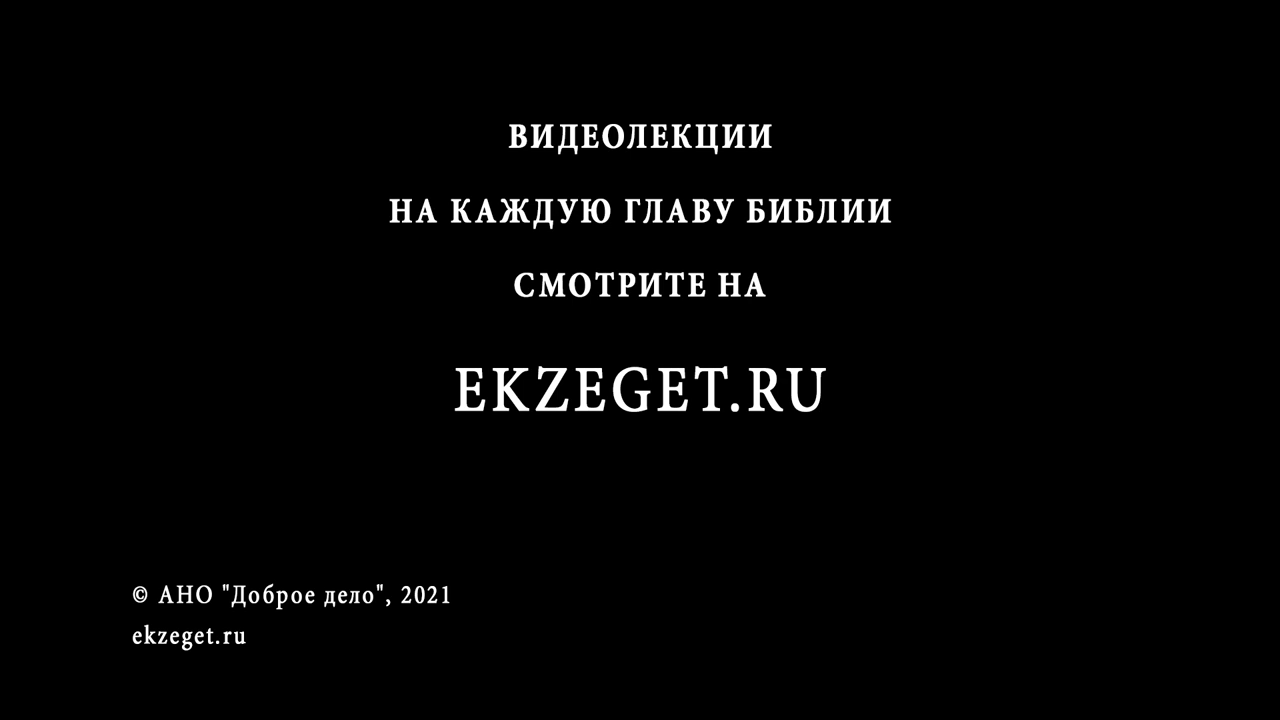 ВИДЕОЛЕКЦИИ
НА КАЖДУЮ ГЛАВУ БИБЛИИ
СМОТРИТЕ НА
EKZEGET.RU
© АНО "Доброе дело", 2021
ekzeget.ru